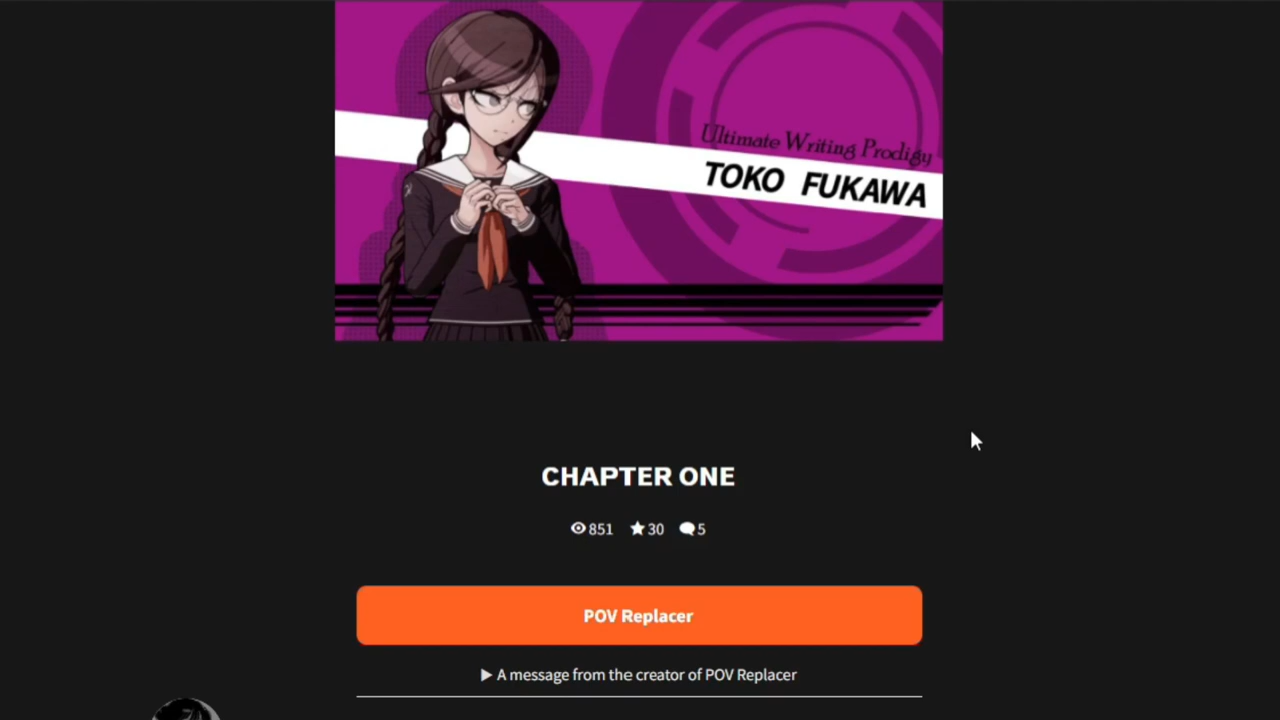 Ultimate Writing Prodigy
TOKO FUKAWA
CHAPTER ONE
851 30 5
POV Replacer
▶ A message from the creator of POV Replacer